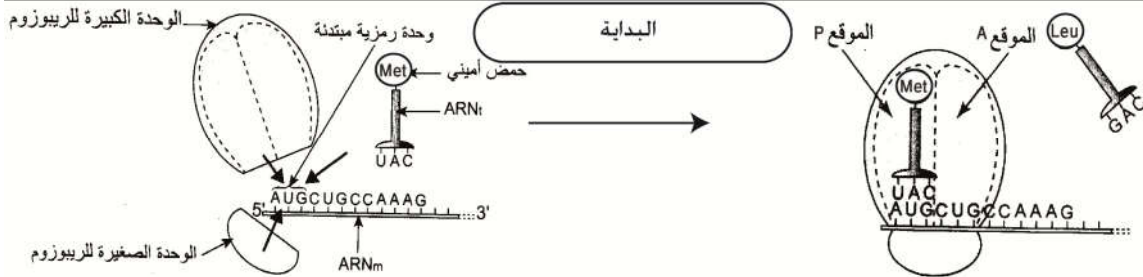 الوحدة الكبيرة للريبوزوم
وحدة رمزية مبتدئة
Met
حمض أميني
ARNt
UAC
AUGCUGCCAAAG
5'
3'
الوحدة الصغيرة للريبوزوم
ARNm
البداية
الموقع P
الموقع A
Leu
GAC
Met
UAC
AUGCUGCCAAAG